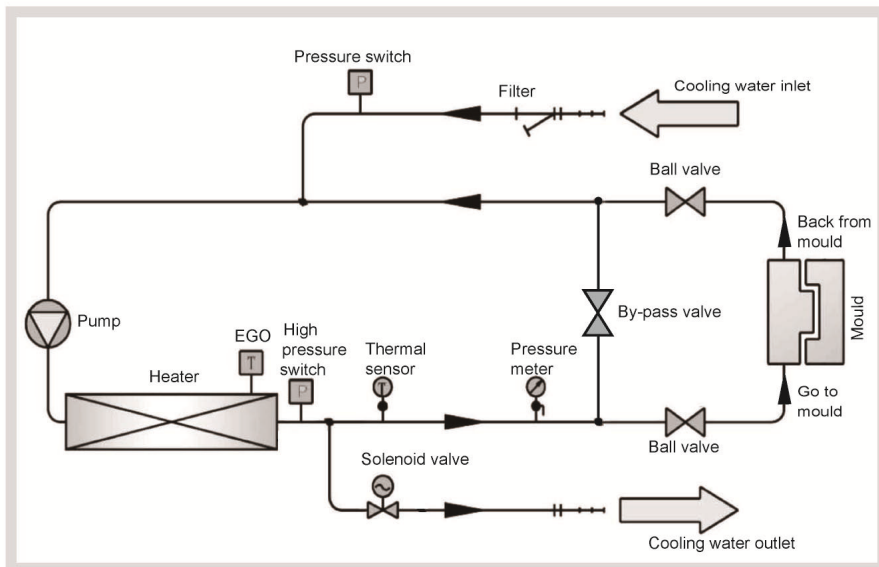 Pressure switch
P
Filter
Cooling water inlet
Ball valve
Back from
mould
Pump
By-pass valve
Mould
EGO
T
High
pressure
switch
P
Thermal
sensor
T
Pressure
meter
Heater
Go to
mould
Ball valve
Solenoid valve
Cooling water outlet